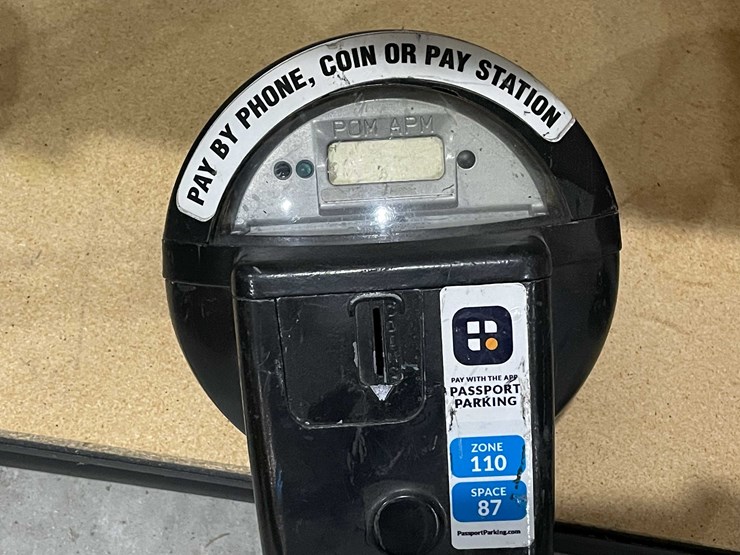 PAY BY PHONE, COIN OR PAY STATION
POM APM
PAY WITH THE APP
PASSPORT
PARKING
ZONE
110
SPACE
87
PassportParking.com